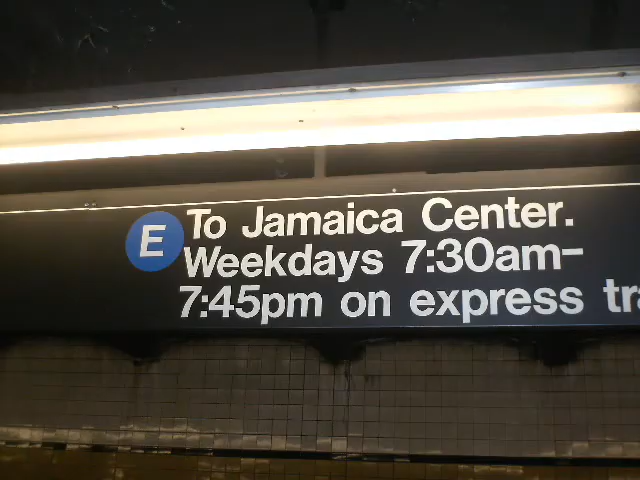 E To Jamaica Center.
Weekdays 7:30am-
7:45pm on express